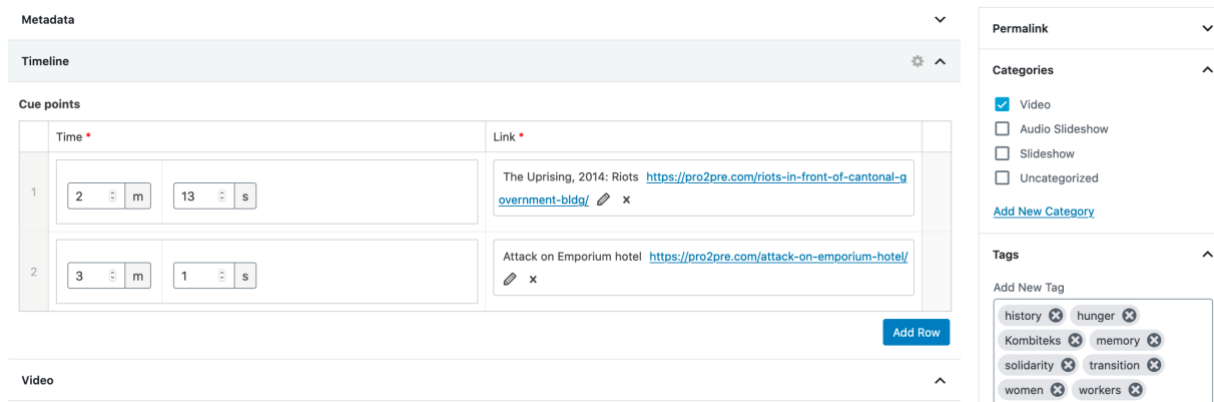 Metadata
Timeline
Cue points
Time *
Link *
1
2 m
13 s
The Uprising, 2014: Riots https://pro2pre.com/riots-in-front-of-cantonal-g
overnment-bldg/
2
3 m
1 s
Attack on Emporium hotel https://pro2pre.com/attack-on-emporium-hotel/
Add Row
Video
Permalink
Categories
Video
Audio Slideshow
Slideshow
Uncategorized
Add New Category
Tags
Add New Tag
history hunger
Kombiteks memory
solidarity transition
women workers